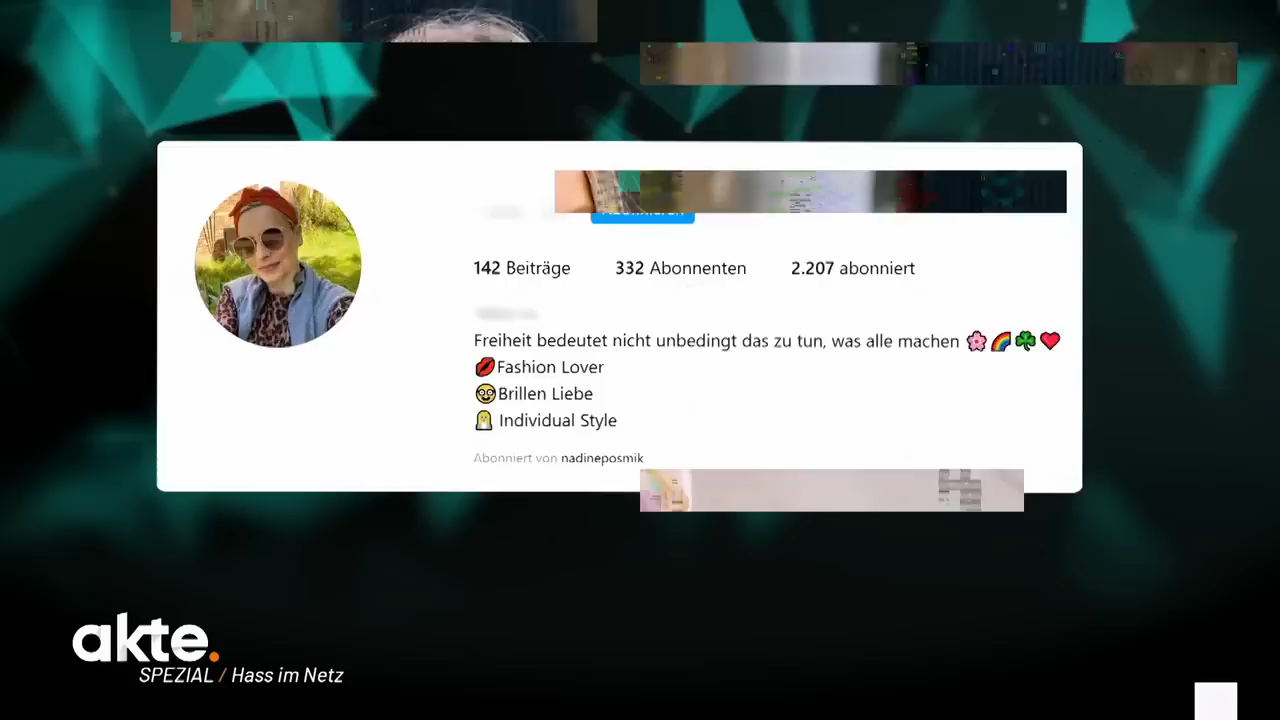 142 Beiträge 332 Abonnenten 2.207 abonniert
Freiheit bedeutet nicht unbedingt das zu tun, was alle machen 🌸🌈☘️❤️
💋Fashion Lover
🤓Brillen Liebe
Individual Style
Abonniert von nadineposmik
akte.
SPEZIAL / Hass im Netz